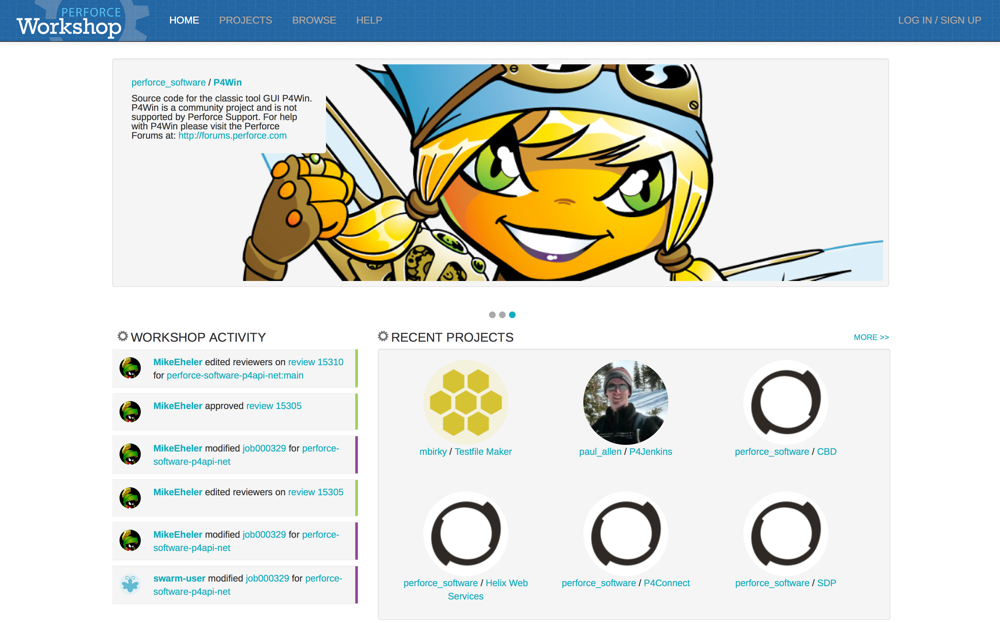 PERFORCE
Workshop
HOME PROJECTS BROWSE HELP LOG IN / SIGN UP
perforce_software / P4Win
Source code for the classic tool GUI P4Win.
P4Win is a community project and is not
supported by Perforce Support. For help
with P4Win please visit the Perforce
Forums at: http://forums.perforce.com
WORKSHOP ACTIVITY
MikeEheler edited reviewers on review 15310
for perforce-software-p4api-net:main
MikeEheler approved review 15305
MikeEheler modified job000329 for perforce-
software-p4api-net
MikeEheler edited reviewers on review 15305
MikeEheler modified job000329 for perforce-
software-p4api-net
swarm-user modified job000329 for perforce-
software-p4api-net
RECENT PROJECTS
MORE >>
mbirky / Testfile Maker
paul_allen / P4Jenkins
perforce_software / CBD
perforce_software / Helix Web
Services
perforce_software / P4Connect
perforce_software / SDP